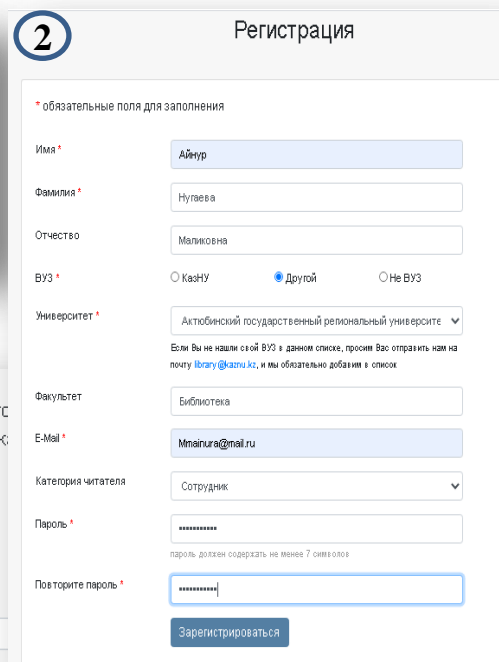 2
Регистрация
* обязательные поля для заполнения
Имя * Айнур
Фамилия * Нугаева
Отчество Маликовна
ВУЗ * КазНУ Другой Не ВУЗ
Университет * Актюбинский государственный региональный университе
Если Вы не нашли свой ВУЗ в данном списке, просим Вас отправить нам на
почту library@kaznu.kz, и мы обязательно добавим в список
Факультет Библиотека
E-Mail * Mmainura@mail.ru
Категория читателя Сотрудник
Пароль * •••••••••••
пароль должен содержать не менее 7 символов
Повторите пароль * •••••••••••
Зарегистрироваться